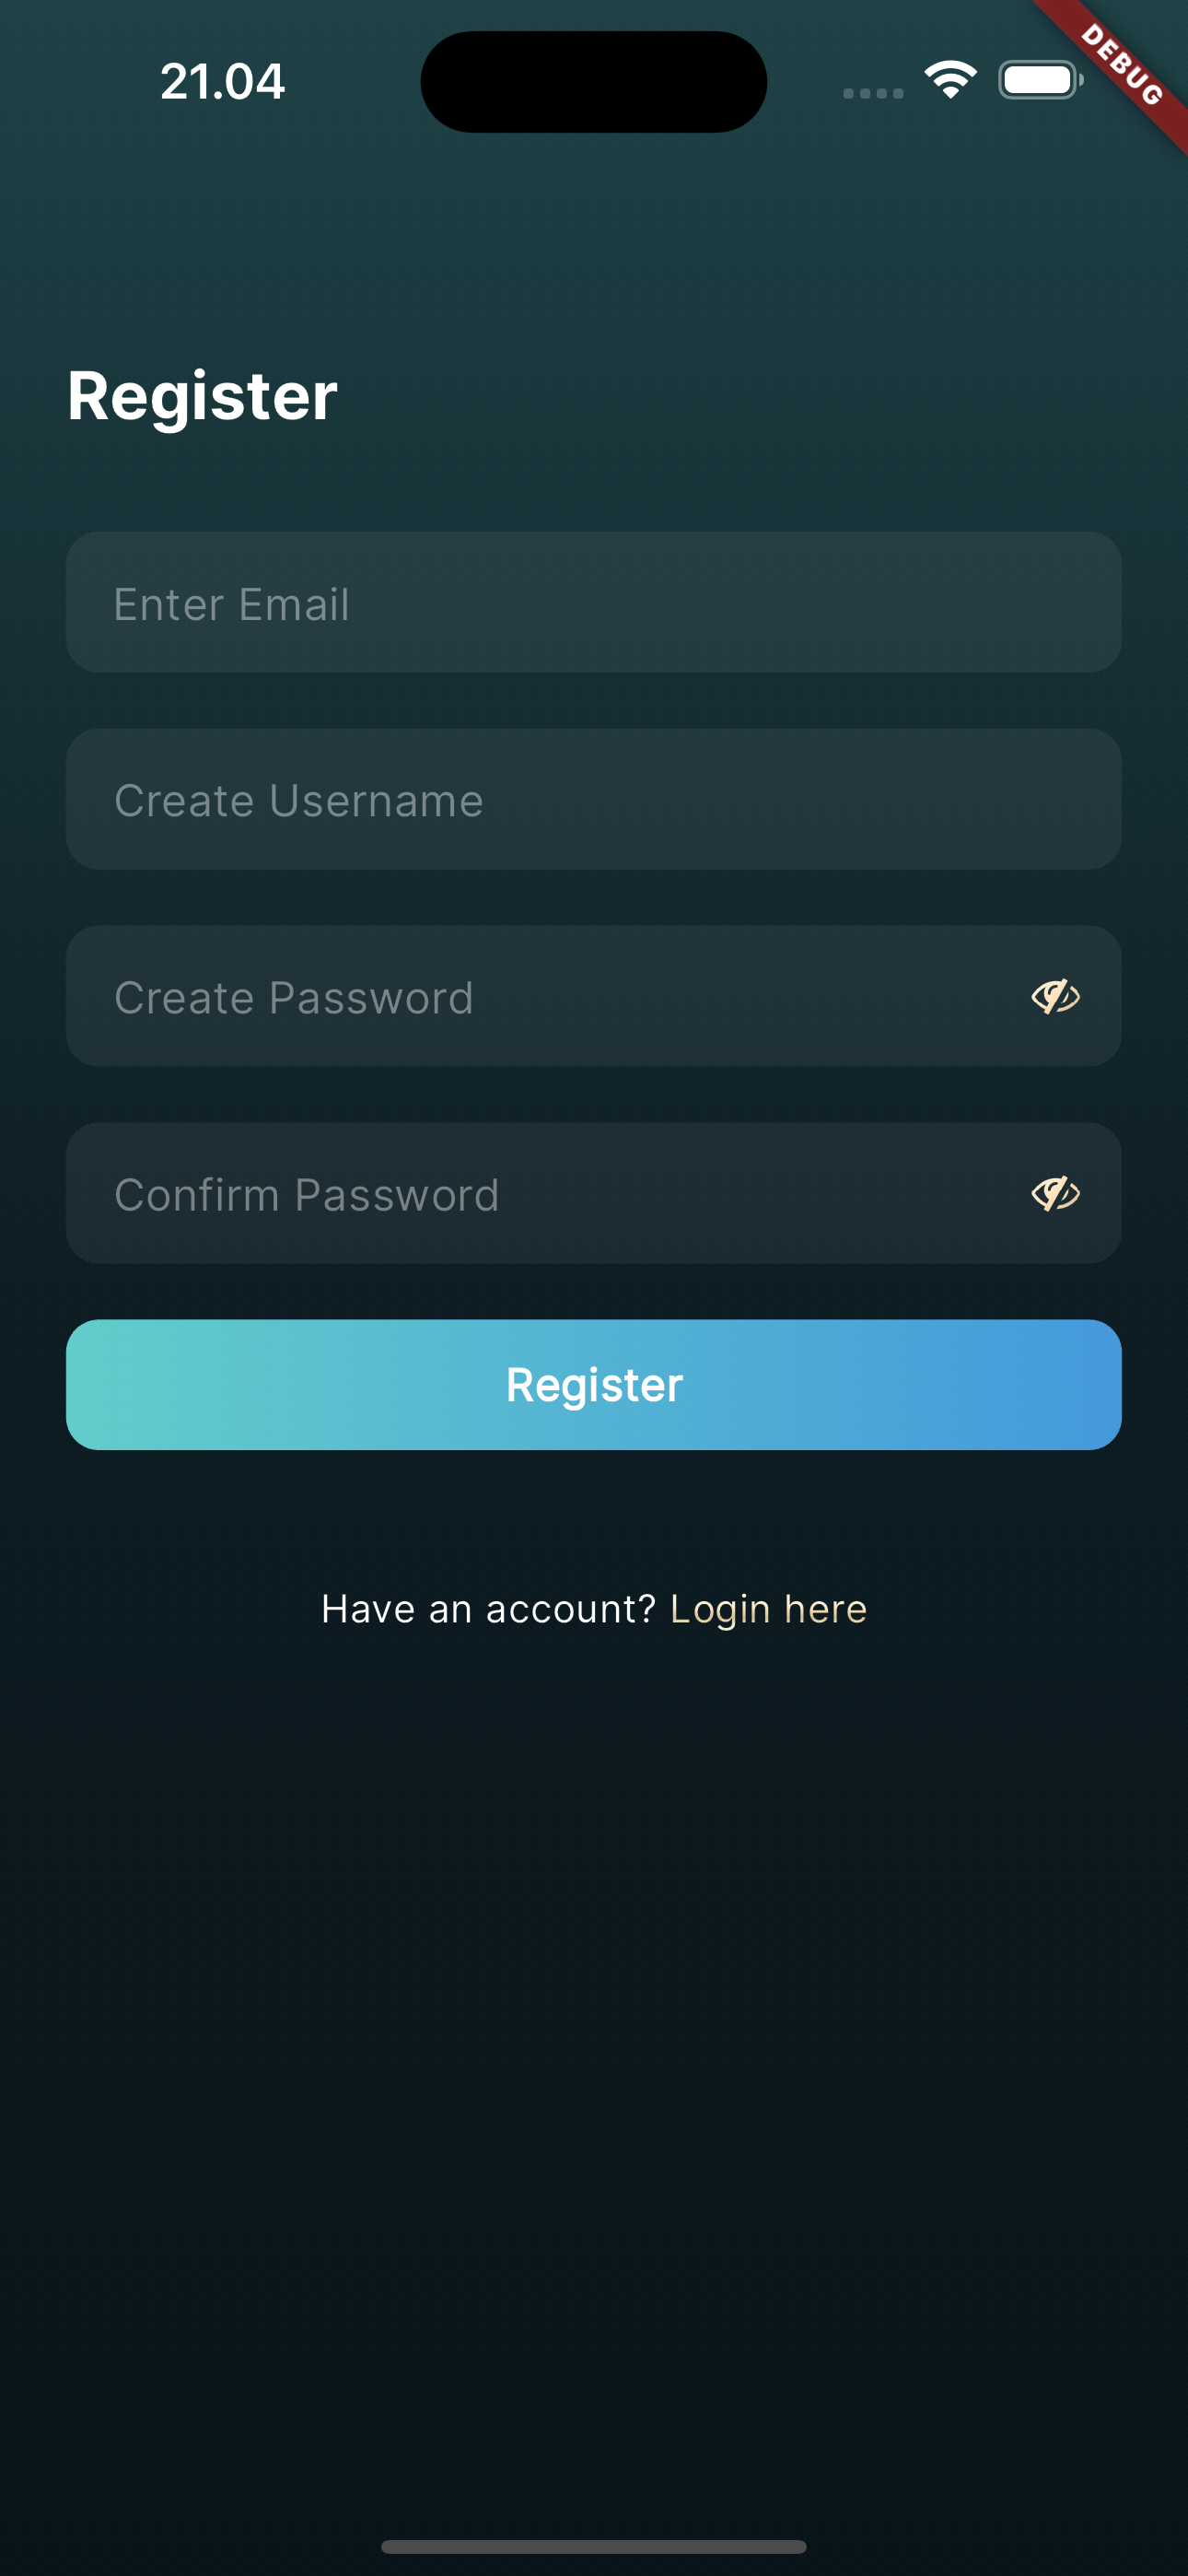 21.04
DEBUG
Register
Enter Email
Create Username
Create Password
Confirm Password
Register
Have an account? Login here